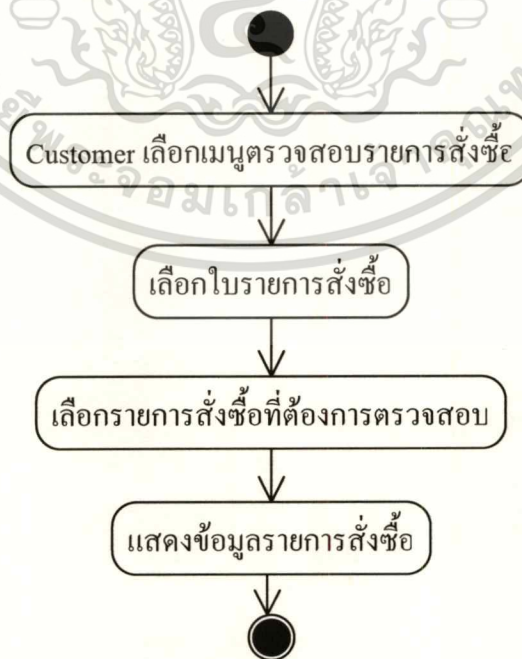 Customer เลือกเมนูตรวจสอบรายการสั่งซื้อ
เลือกใบรายการสั่งซื้อ
เลือกรายการสั่งซื้อที่ต้องการตรวจสอบ
แสดงข้อมูลรายการสั่งซื้อ